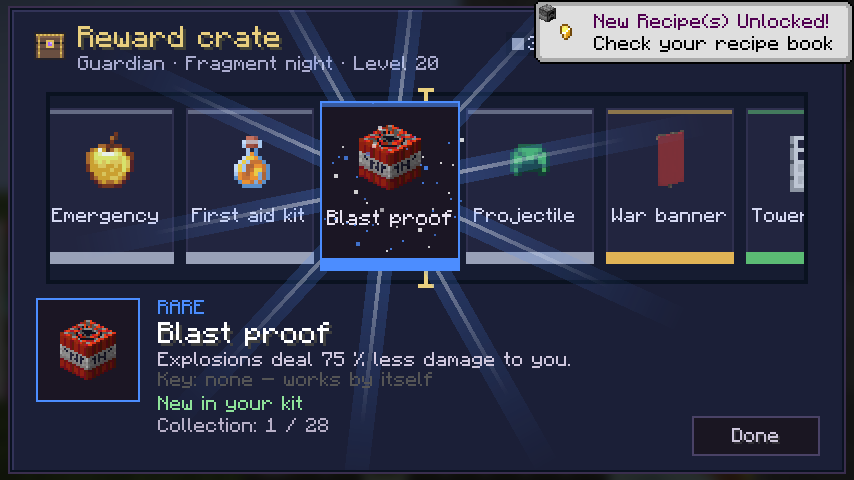 Reward crate
Guardian · Fragment night · Level 20
New Recipe(s) Unlocked!
Check your recipe book
Emergency
First aid kit
Blast proof
Projectile
War banner
Tower
RARE
Blast proof
Explosions deal 75 % less damage to you.
Key: none — works by itself
New in your kit
Collection: 1 / 28
Done